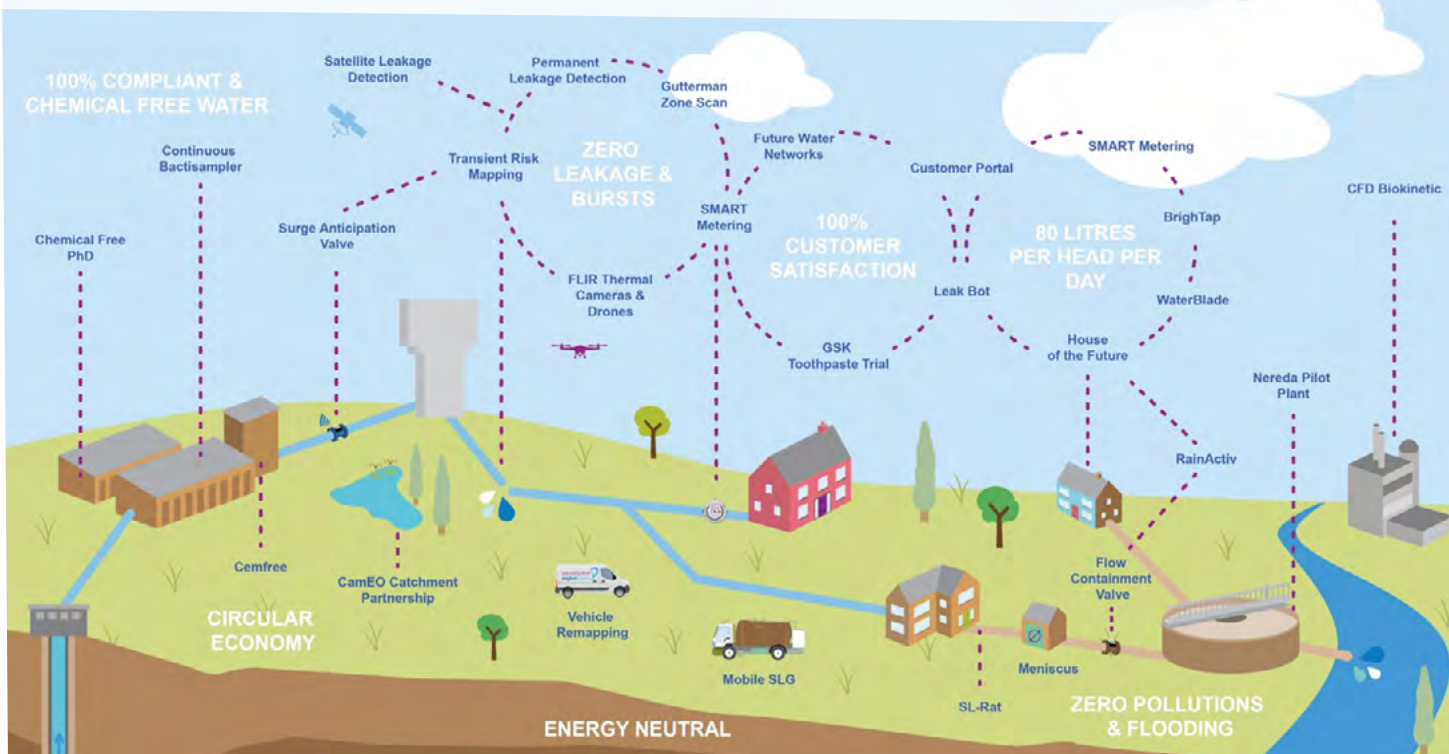 100% COMPLIANT &
CHEMICAL FREE WATER
Satellite Leakage
Detection
Permanent
Leakage Detection
Gutterman
Zone Scan
Continuous
Bactisampler
Transient Risk
Mapping
ZERO
LEAKAGE &
BURSTS
Future Water
Networks
Customer Portal
SMART Metering
CFD Biokinetic
Chemical Free
PhD
Surge Anticipation
Valve
SMART
Metering
100%
CUSTOMER
SATISFACTION
80 LITRES
PER HEAD PER
DAY
BrighTap
FLIR Thermal
Cameras &
Drones
Leak Bot
WaterBlade
GSK
Toothpaste Trial
House
of the Future
Nereda Pilot
Plant
RainActiv
Cemfree
CamEO Catchment
Partnership
Flow
Containment
Valve
CIRCULAR
ECONOMY
Vehicle
Remapping
Mobile SLG
Meniscus
SL-Rat
ZERO POLLUTIONS
& FLOODING
ENERGY NEUTRAL